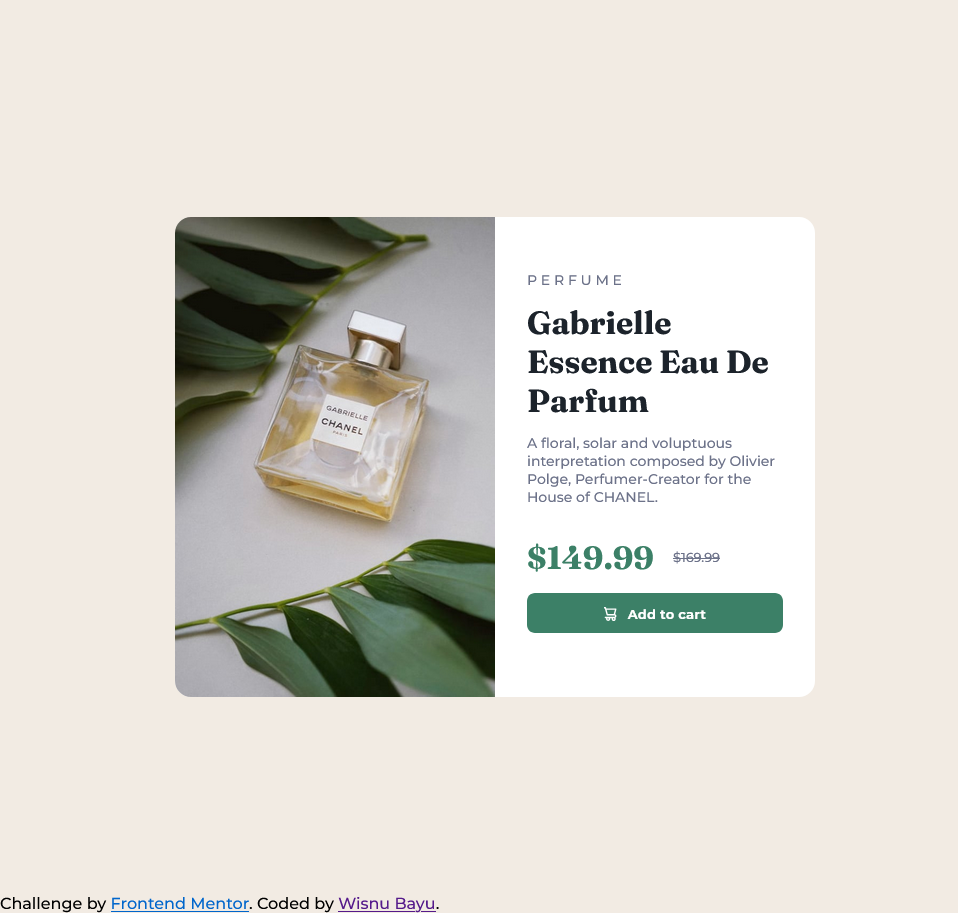 GABRIELLE
CHANEL
PARIS
PERFUME
Gabrielle
Essence Eau De
Parfum
A floral, solar and voluptuous
interpretation composed by Olivier
Polge, Perfumer-Creator for the
House of CHANEL.
$149.99 $169.99
Add to cart
Challenge by Frontend Mentor. Coded by Wisnu Bayu.